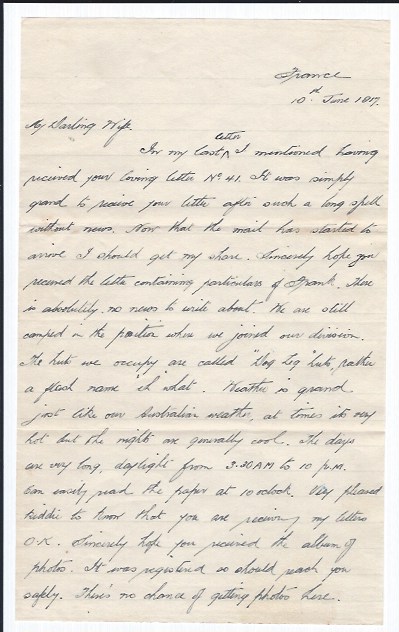 France
10th June 1917.
My Darling Wife.
In my last letter I mentioned having
received your loving letter No 41. It was simply
grand to receive your letter after such a long spell
without news. Now that the mail has started to
arrive I should get my share. Sincerely hope you
received the letter containing particulars of Frank. There
is absolutely no news to write about. We are still
camped in the position where we joined our division.
The huts we occupy are called "Dog Leg" huts, rather
a name "eh" what. Weather is grand
just like our Australian weather, at times its very
hot but the nights are generally cool. The days
are very long, daylight from 3-30 AM to 10 p.m.
Can easily read the paper at 10 oclock. Very pleased
Kiddie to know that you are receiving my letters
O.K. Sincerely hope you received the album of
photos. It was registered so should reach you
safely. There's no chance of getting photos here.